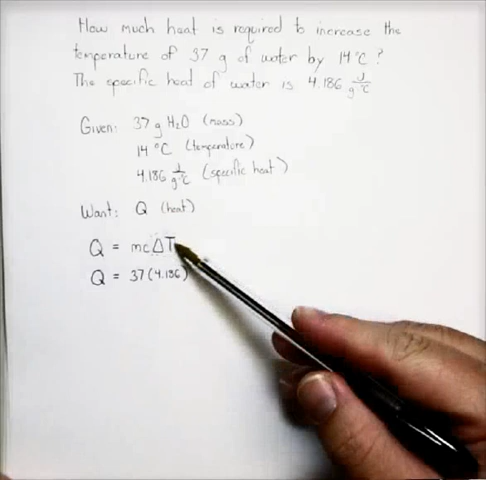 How much heat is required to increase the
temperature of 37 g of water by 14 °C ?
The specific heat of water is 4.186 J/g·°C
Given: 37 g H₂O (mass)
14 °C (temperature)
4.186 J/g·°C (specific heat)
Want: Q (heat)
Q = mcΔT
Q = 37(4.186)